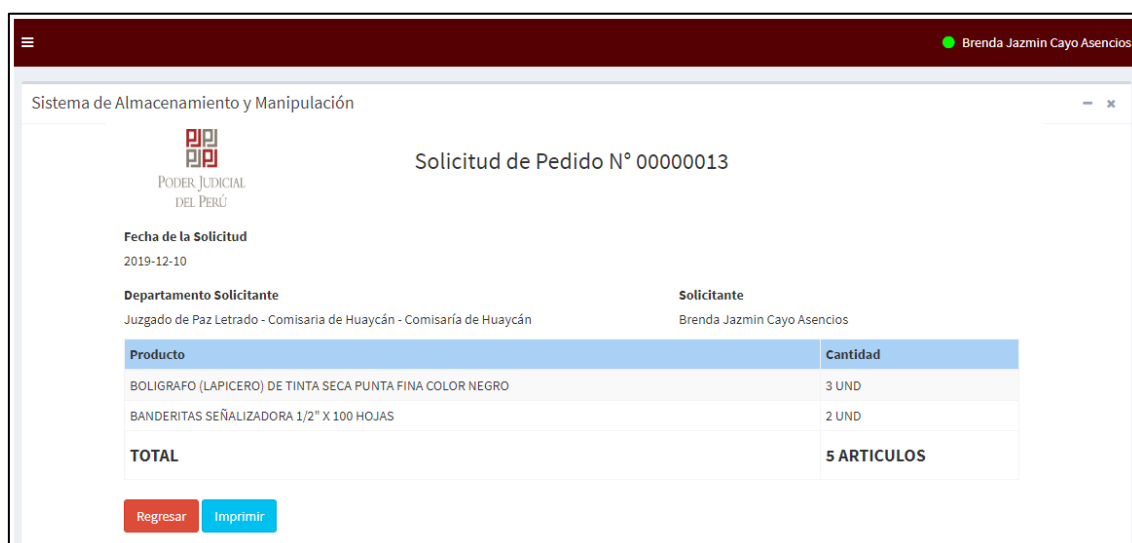 Brenda Jazmin Cayo Asencios
Sistema de Almacenamiento y Manipulación
PODER JUDICIAL
DEL PERÚ
Solicitud de Pedido N° 00000013
Fecha de la Solicitud
2019-12-10
Departamento Solicitante
Solicitante
Juzgado de Paz Letrado - Comisaria de Huaycán - Comisaría de Huaycán
Brenda Jazmin Cayo Asencios
Producto
Cantidad
BOLIGRAFO (LAPICERO) DE TINTA SECA PUNTA FINA COLOR NEGRO
3 UND
BANDERITAS SEÑALIZADORA 1/2" X 100 HOJAS
2 UND
TOTAL
5 ARTICULOS
Regresar
Imprimir